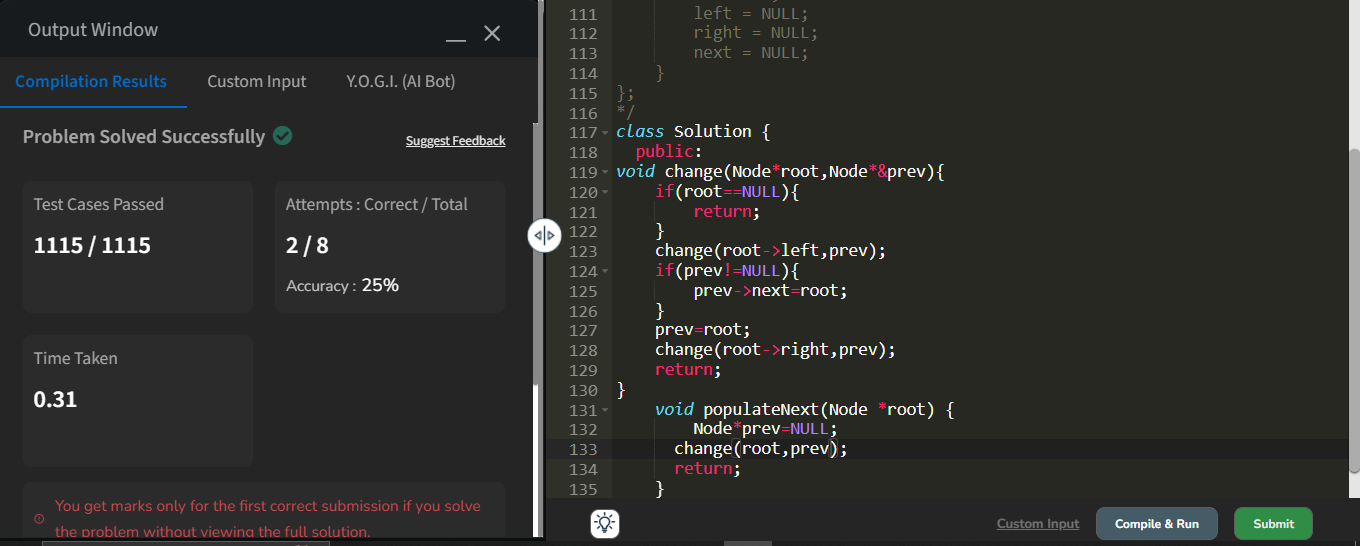 Output Window
Compilation Results Custom Input Y.O.G.I. (AI Bot)
Problem Solved Successfully
Suggest Feedback
Test Cases Passed
1115 / 1115
Attempts : Correct / Total
2 / 8
Accuracy : 25%
Time Taken
0.31
You get marks only for the first correct submission if you solve
the problem without viewing the full solution.
111 left = NULL;
112 right = NULL;
113 next = NULL;
114 }
115 };
116 */
117 class Solution {
118 public:
119 void change(Node*root,Node*&prev){
120 if(root==NULL){
121 return;
122 }
123 change(root->left,prev);
124 if(prev!=NULL){
125 prev->next=root;
126 }
127 prev=root;
128 change(root->right,prev);
129 return;
130 }
131 void populateNext(Node *root) {
132 Node*prev=NULL;
133 change(root,prev);
134 return;
135 }
Custom Input Compile & Run Submit